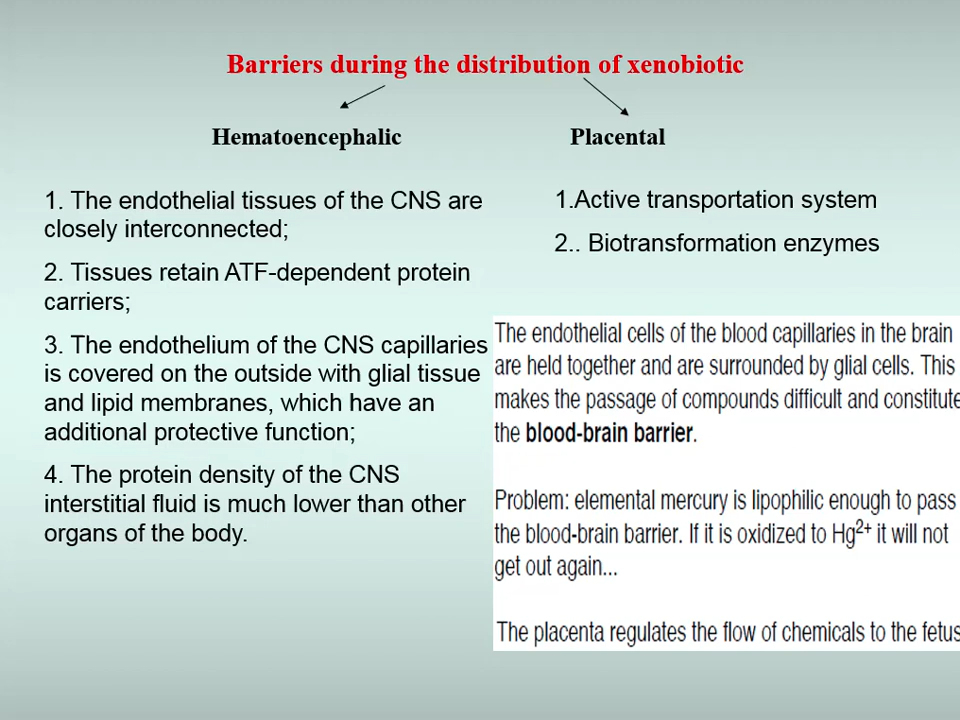 Barriers during the distribution of xenobiotic
Hematoencephalic
Placental
1. The endothelial tissues of the CNS are
closely interconnected;
2. Tissues retain ATF-dependent protein
carriers;
3. The endothelium of the CNS capillaries
is covered on the outside with glial tissue
and lipid membranes, which have an
additional protective function;
4. The protein density of the CNS
interstitial fluid is much lower than other
organs of the body.
1.Active transportation system
2.. Biotransformation enzymes
The endothelial cells of the blood capillaries in the brain
are held together and are surrounded by glial cells. This
makes the passage of compounds difficult and constitute
the blood-brain barrier.
Problem: elemental mercury is lipophilic enough to pass
the blood-brain barrier. If it is oxidized to Hg²⁺ it will not
get out again...
The placenta regulates the flow of chemicals to the fetus